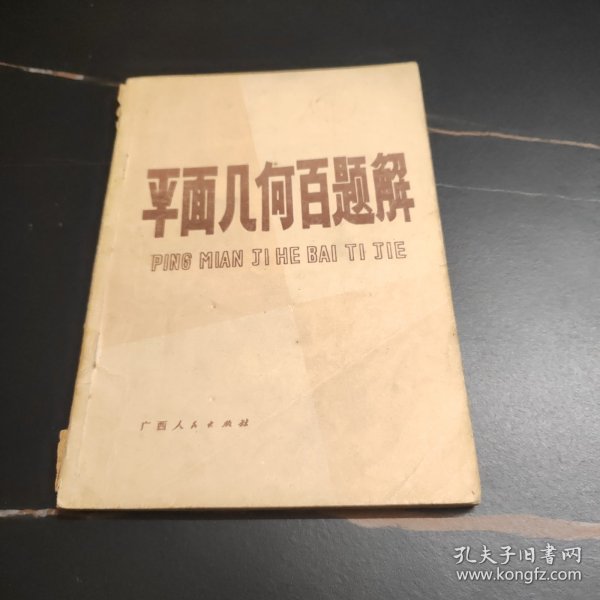 平面几何百题解
PING MIAN JI HE BAI TI JIE
广西人民出版社
孔夫子旧书网
www.kongfz.com